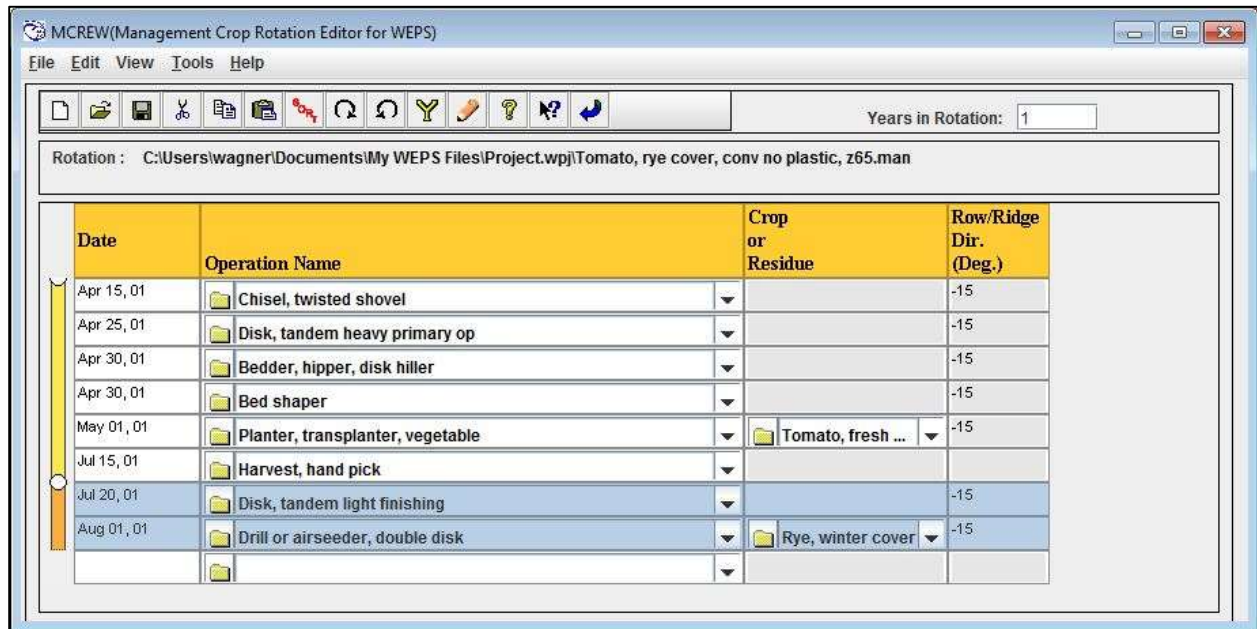 MCREW(Management Crop Rotation Editor for WEPS)
File Edit View Tools Help
SORT
Years in Rotation: 1
Rotation : C:\Users\wagner\Documents\My WEPS Files\Project.wpj\Tomato, rye cover, conv no plastic, z65.man
Date Operation Name Crop or Residue Row/Ridge Dir. (Deg.)
Apr 15, 01 Chisel, twisted shovel -15
Apr 25, 01 Disk, tandem heavy primary op -15
Apr 30, 01 Bedder, hipper, disk hiller -15
Apr 30, 01 Bed shaper -15
May 01, 01 Planter, transplanter, vegetable Tomato, fresh ... -15
Jul 15, 01 Harvest, hand pick
Jul 20, 01 Disk, tandem light finishing -15
Aug 01, 01 Drill or airseeder, double disk Rye, winter cover -15